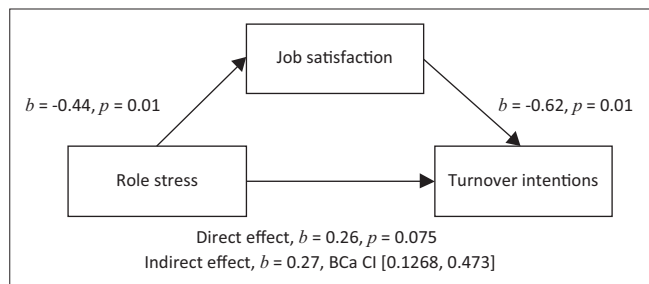 Job satisfaction
b = -0.44, p = 0.01
b = -0.62, p = 0.01
Role stress
Turnover intentions
Direct effect, b = 0.26, p = 0.075
Indirect effect, b = 0.27, BCa CI [0.1268, 0.473]